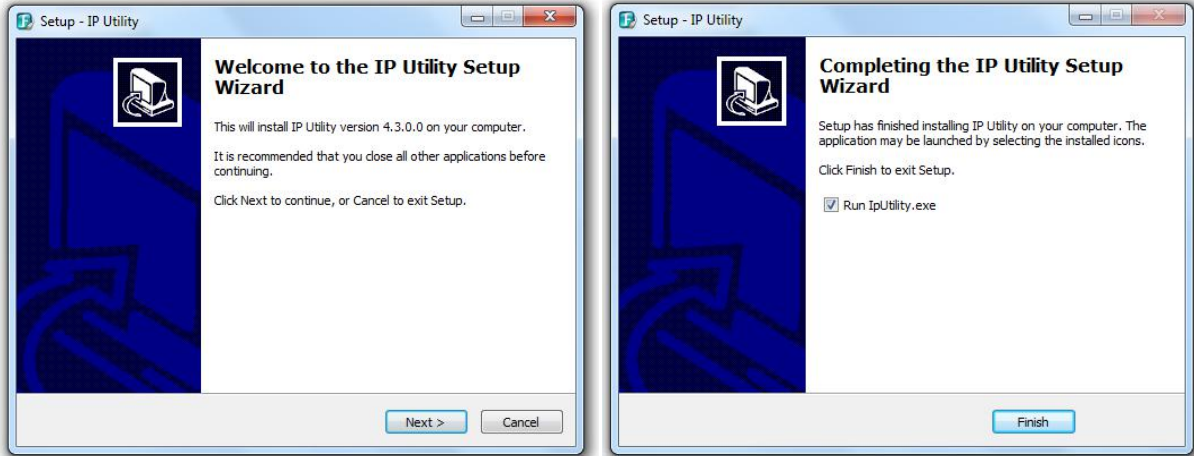 Setup - IP Utility
Welcome to the IP Utility Setup
Wizard
This will install IP Utility version 4.3.0.0 on your computer.
It is recommended that you close all other applications before
continuing.
Click Next to continue, or Cancel to exit Setup.
Next >
Cancel
Setup - IP Utility
Completing the IP Utility Setup
Wizard
Setup has finished installing IP Utility on your computer. The
application may be launched by selecting the installed icons.
Click Finish to exit Setup.
Run IpUtility.exe
Finish